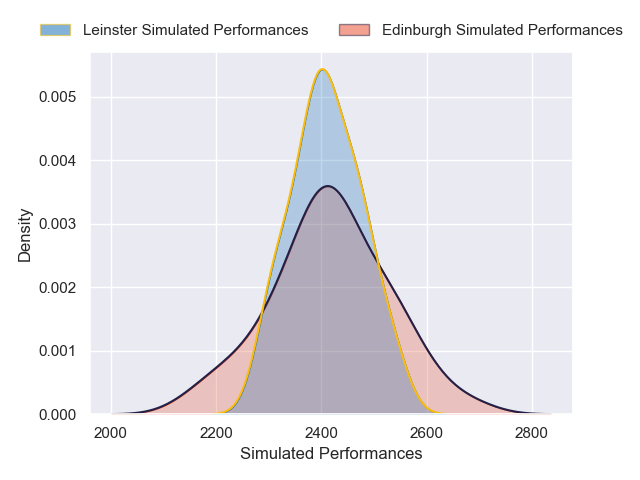 Leinster Simulated Performances
Edinburgh Simulated Performances
0.005
0.004
0.003
0.002
0.001
0.000
Density
2000
2200
2400
2600
2800
Simulated Performances